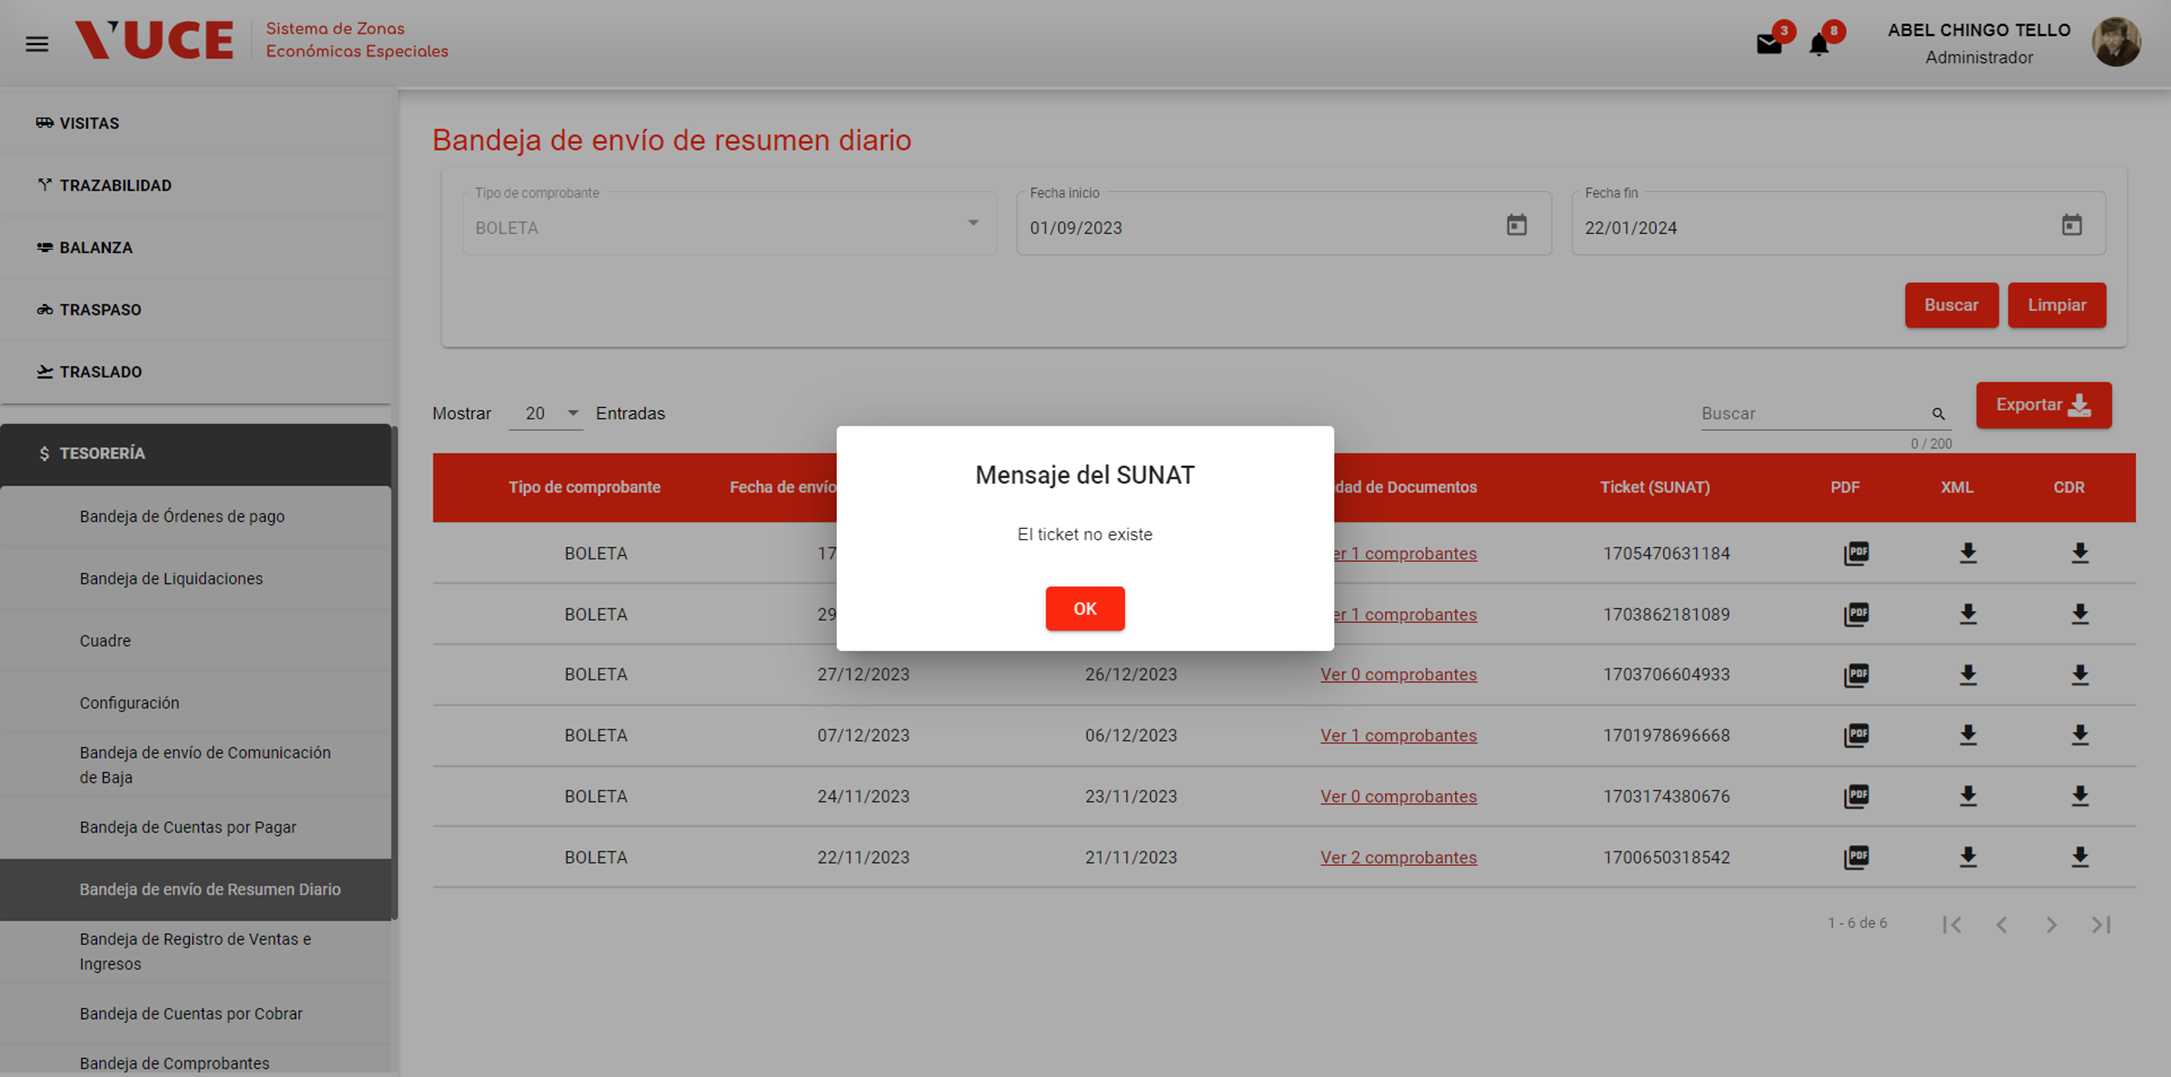 VUCE
Sistema de Zonas
Económicas Especiales
3
8
ABEL CHINGO TELLO
Administrador
VISITAS
TRAZABILIDAD
BALANZA
TRASPASO
TRASLADO
$ TESORERÍA
Bandeja de Órdenes de pago
Bandeja de Liquidaciones
Cuadre
Configuración
Bandeja de envío de Comunicación
de Baja
Bandeja de Cuentas por Pagar
Bandeja de envío de Resumen Diario
Bandeja de Registro de Ventas e
Ingresos
Bandeja de Cuentas por Cobrar
Bandeja de Comprobantes
Bandeja de envío de resumen diario
Tipo de comprobante
BOLETA
Fecha inicio
01/09/2023
Fecha fin
22/01/2024
Buscar
Limpiar
Mostrar 20 Entradas
Buscar
0 / 200
Exportar
Tipo de comprobante Fecha de envío dad de Documentos Ticket (SUNAT) PDF XML CDR
BOLETA 17 er 1 comprobantes 1705470631184 PDF
BOLETA 29 er 1 comprobantes 1703862181089 PDF
BOLETA 27/12/2023 26/12/2023 Ver 0 comprobantes 1703706604933 PDF
BOLETA 07/12/2023 06/12/2023 Ver 1 comprobantes 1701978696668 PDF
BOLETA 24/11/2023 23/11/2023 Ver 0 comprobantes 1703174380676 PDF
BOLETA 22/11/2023 21/11/2023 Ver 2 comprobantes 1700650318542 PDF
1 - 6 de 6
Mensaje del SUNAT
El ticket no existe
OK